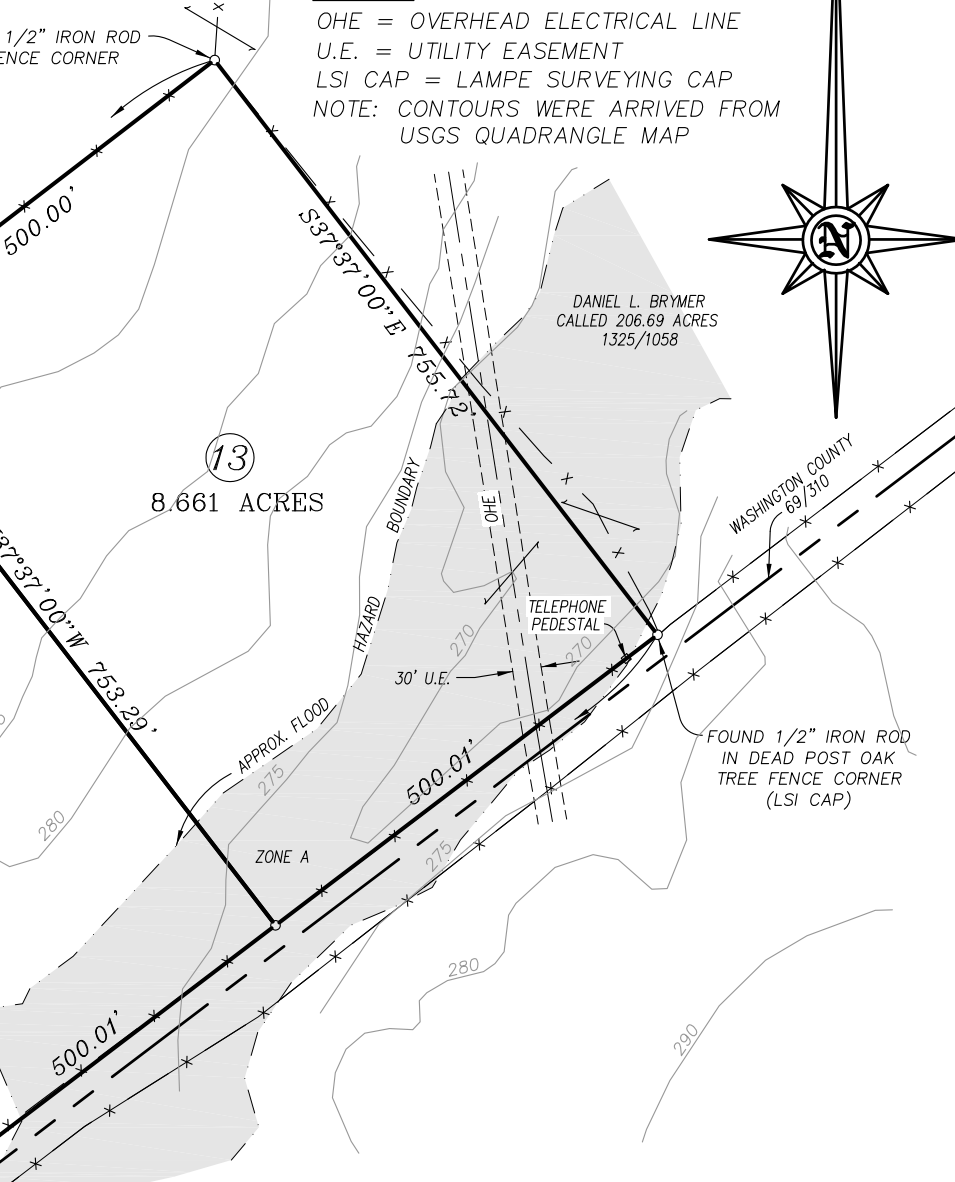 OHE = OVERHEAD ELECTRICAL LINE
U.E. = UTILITY EASEMENT
LSI CAP = LAMPE SURVEYING CAP
NOTE: CONTOURS WERE ARRIVED FROM
USGS QUADRANGLE MAP
1/2" IRON ROD
FENCE CORNER
x
500.00'
S37°37'00"E 755.72'
N
DANIEL L. BRYMER
CALLED 206.69 ACRES
1325/1058
13
8.661 ACRES
APPROX. FLOOD HAZARD BOUNDARY
OHE
WASHINGTON COUNTY
69/310
37°37'00"W 753.29'
TELEPHONE
PEDESTAL
270
270
30' U.E.
FOUND 1/2" IRON ROD
IN DEAD POST OAK
TREE FENCE CORNER
(LSI CAP)
500.01'
275
280
275
ZONE A
280
290
500.01'